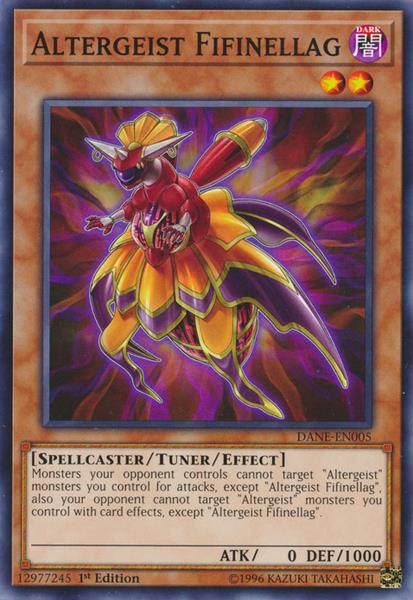 ALTERGEIST FIFINELLAG
DARK
闇
DANE-EN005
[SPELLCASTER/TUNER/EFFECT]
Monsters your opponent controls cannot target "Altergeist"
monsters you control for attacks, except "Altergeist Fifinellag",
also your opponent cannot target "Altergeist" monsters you
control with card effects, except "Altergeist Fifinellag".
ATK/ 0 DEF/1000
12977245 1st Edition ©1996 KAZUKI TAKAHASHI